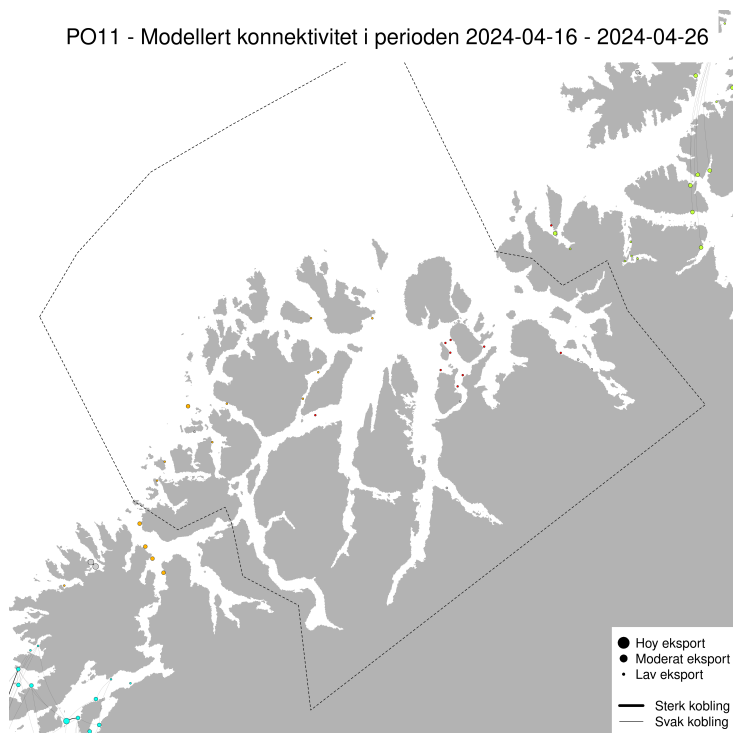 PO11 - Modellert konnektivitet i perioden 2024-04-16 - 2024-04-26
Hoy eksport
Moderat eksport
Lav eksport
Sterk kobling
Svak kobling